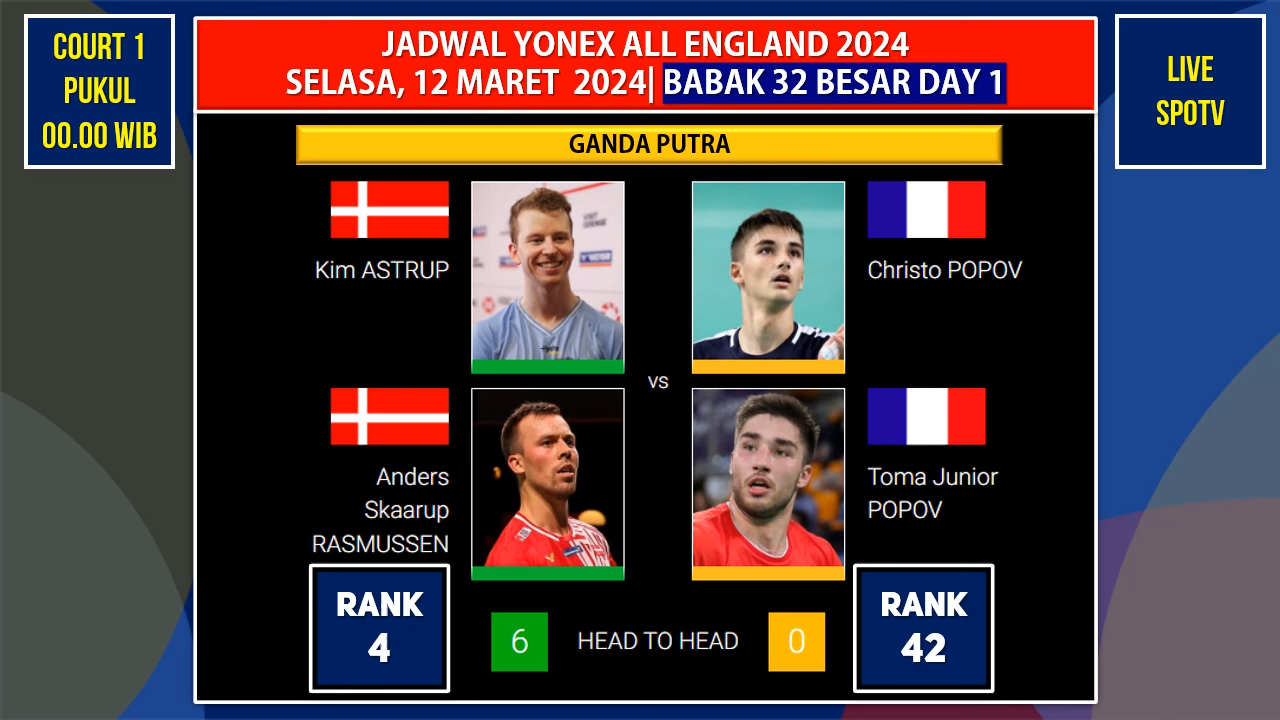 COURT 1
PUKUL
00.00 WIB
JADWAL YONEX ALL ENGLAND 2024
SELASA, 12 MARET 2024| BABAK 32 BESAR DAY 1
LIVE
SPOTV
GANDA PUTRA
Kim ASTRUP
Christo POPOV
VS
Anders
Skaarup
RASMUSSEN
Toma Junior
POPOV
RANK
4
6
HEAD TO HEAD
0
RANK
42